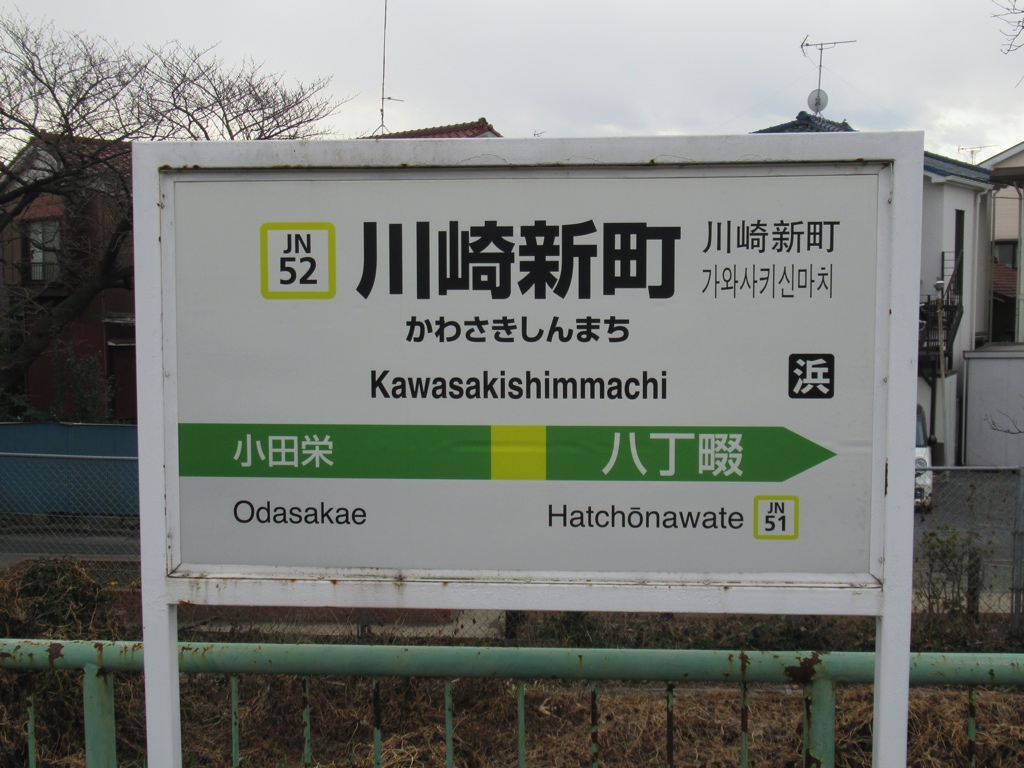 JN
52
川崎新町
川崎新町
가와사키신마치
かわさきしんまち
Kawasakishimmachi
浜
小田栄
八丁畷
Odasakae
Hatchōnawate
JN
51